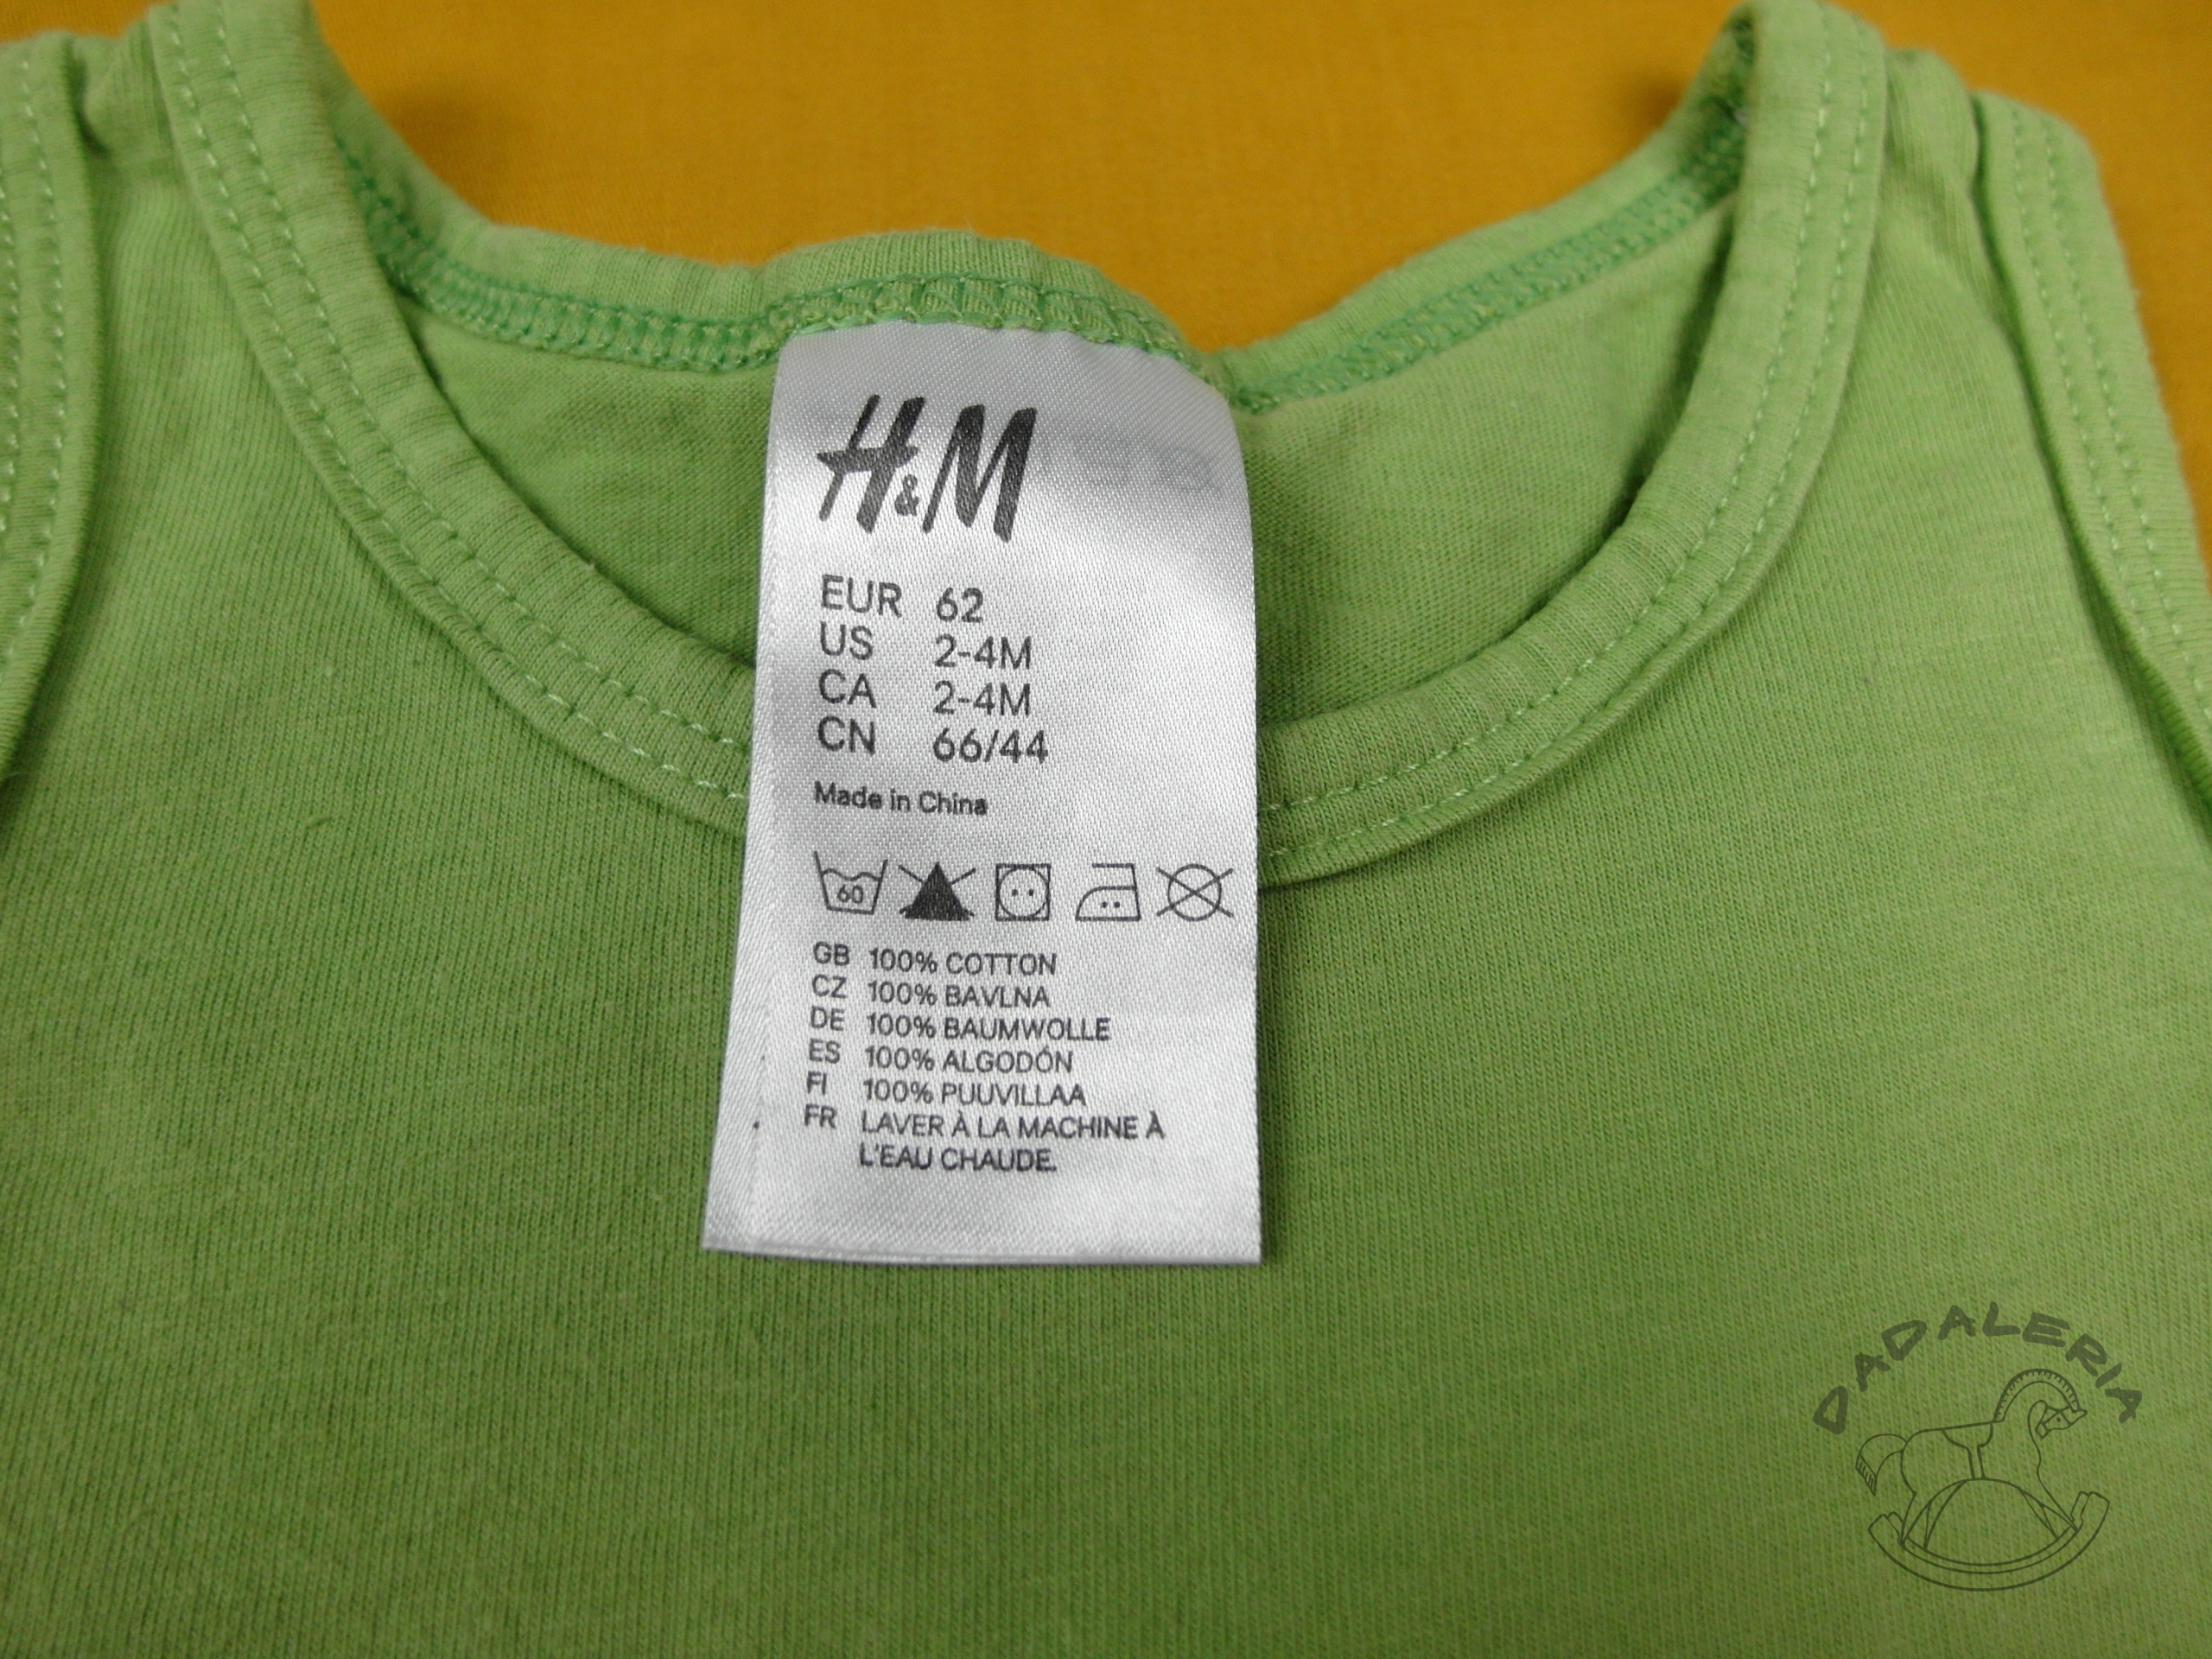 H&M
EUR 62
US 2-4M
CA 2-4M
CN 66/44
Made in China
60
GB 100% COTTON
CZ 100% BAVLNA
DE 100% BAUMWOLLE
ES 100% ALGODÓN
FI 100% PUUVILLAA
FR LAVER À LA MACHINE À
L'EAU CHAUDE.
DADALERIA